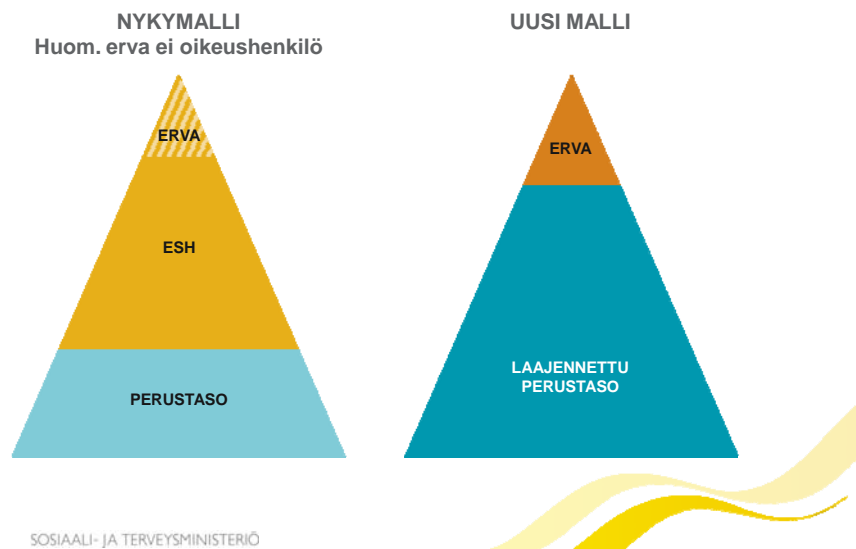 NYKYMALLI
Huom. erva ei oikeushenkilö
ERVA
ESH
PERUSTASO
UUSI MALLI
ERVA
LAAJENNETTU
PERUSTASO
SOSIAALI- JA TERVEYSMINISTERIÖ